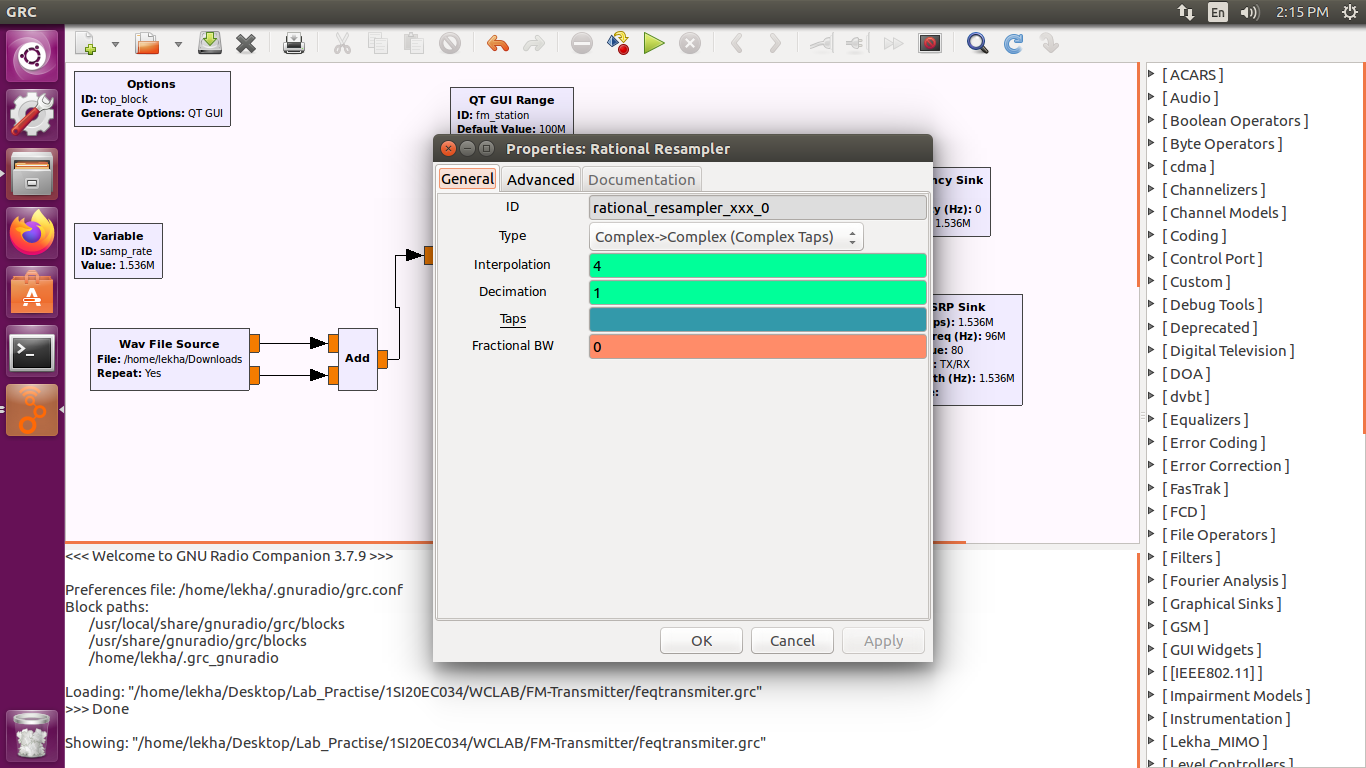 GRC
En
2:15 PM
Options
ID: top_block
Generate Options: QT GUI
QT GUI Range
ID: fm_station
Default Value: 100M
Variable
ID: samp_rate
Value: 1.536M
Wav File Source
File: /home/lekha/Downloads
Repeat: Yes
Add
ncy Sink
y (Hz): 0
1.536M
SRP Sink
ps): 1.536M
req (Hz): 96M
ue: 80
: TX/RX
th (Hz): 1.536M
e:
Properties: Rational Resampler
General
Advanced
Documentation
ID
rational_resampler_xxx_0
Type
Complex->Complex (Complex Taps)
Interpolation
4
Decimation
1
Taps
Fractional BW
0
OK
Cancel
Apply
<<< Welcome to GNU Radio Companion 3.7.9 >>>
Preferences file: /home/lekha/.gnuradio/grc.conf
Block paths:
/usr/local/share/gnuradio/grc/blocks
/usr/share/gnuradio/grc/blocks
/home/lekha/.grc_gnuradio
Loading: "/home/lekha/Desktop/Lab_Practise/1SI20EC034/WCLAB/FM-Transmitter/feqtransmiter.grc"
>>> Done
Showing: "/home/lekha/Desktop/Lab_Practise/1SI20EC034/WCLAB/FM-Transmitter/feqtransmiter.grc"
[ ACARS ]
[ Audio ]
[ Boolean Operators ]
[ Byte Operators ]
[ cdma ]
[ Channelizers ]
[ Channel Models ]
[ Coding ]
[ Control Port ]
[ Custom ]
[ Debug Tools ]
[ Deprecated ]
[ Digital Television ]
[ DOA ]
[ dvbt ]
[ Equalizers ]
[ Error Coding ]
[ Error Correction ]
[ FasTrak ]
[ FCD ]
[ File Operators ]
[ Filters ]
[ Fourier Analysis ]
[ Graphical Sinks ]
[ GSM ]
[ GUI Widgets ]
[ [IEEE802.11] ]
[ Impairment Models ]
[ Instrumentation ]
[ Lekha_MIMO ]
[ Level Controllers ]